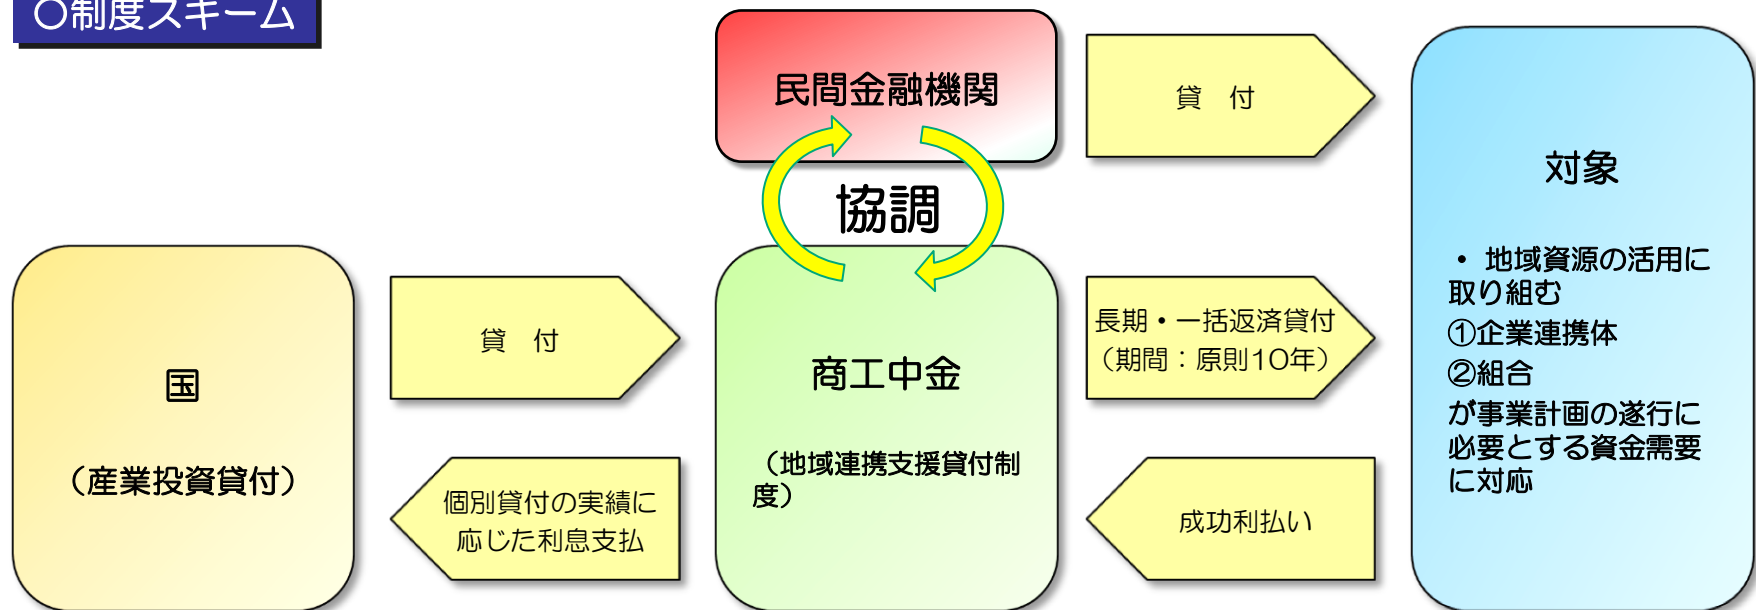 〇制度スキーム
民間金融機関
貸　付
協調
対象
・ 地域資源の活用に
取り組む
①企業連携体
②組合
が事業計画の遂行に
必要とする資金需要
に対応
国
（産業投資貸付）
貸　付
個別貸付の実績に
応じた利息支払
商工中金
（地域連携支援貸付制
度）
長期・一括返済貸付
（期間：原則10年）
成功利払い